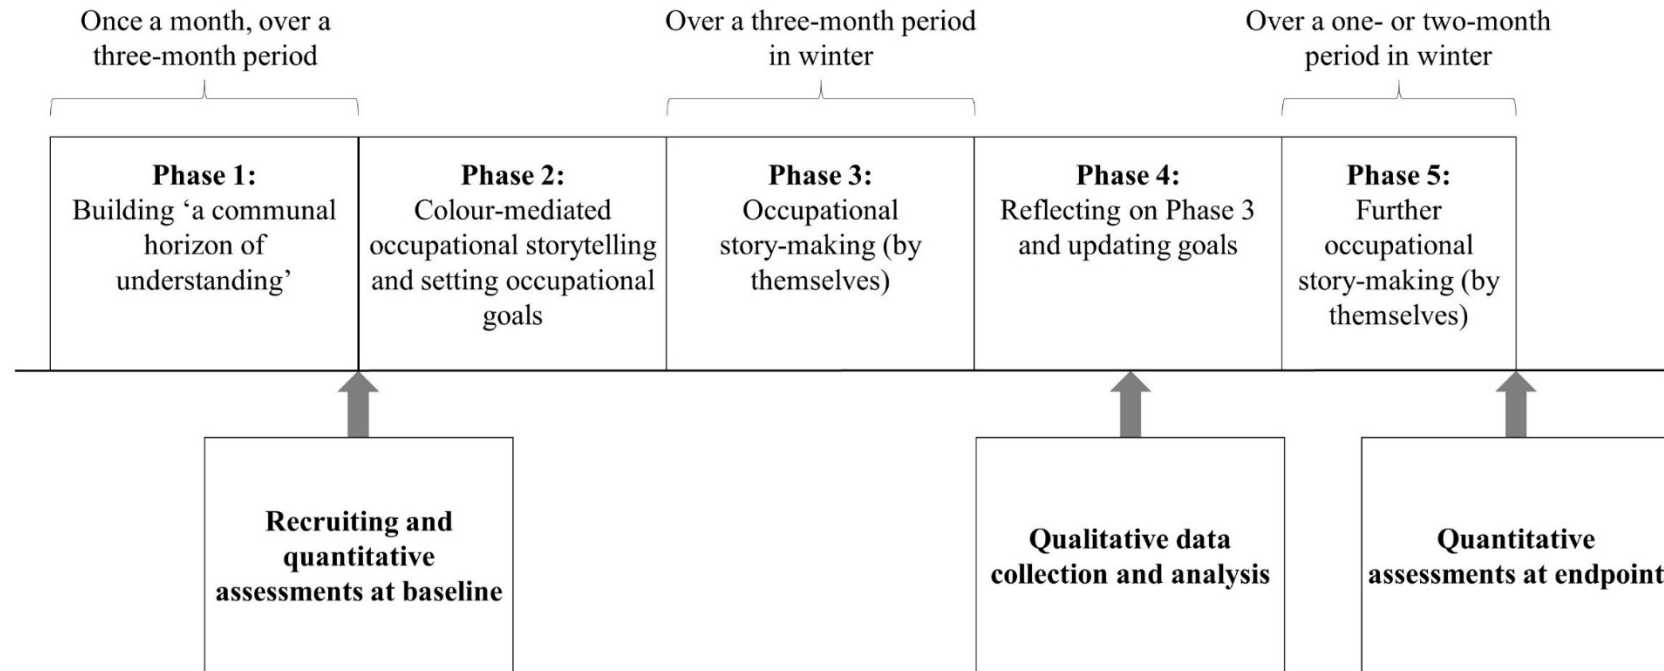 Once a month, over a
three-month period
Over a three-month period
in winter
Over a one- or two-month
period in winter
Phase 1:
Building ‘a communal
horizon of
understanding’
Phase 2:
Colour-mediated
occupational storytelling
and setting occupational
goals
Phase 3:
Occupational
story-making (by
themselves)
Phase 4:
Reflecting on Phase 3
and updating goals
Phase 5:
Further
occupational
story-making (by
themselves)
Recruiting and
quantitative
assessments at baseline
Qualitative data
collection and analysis
Quantitative
assessments at endpoint